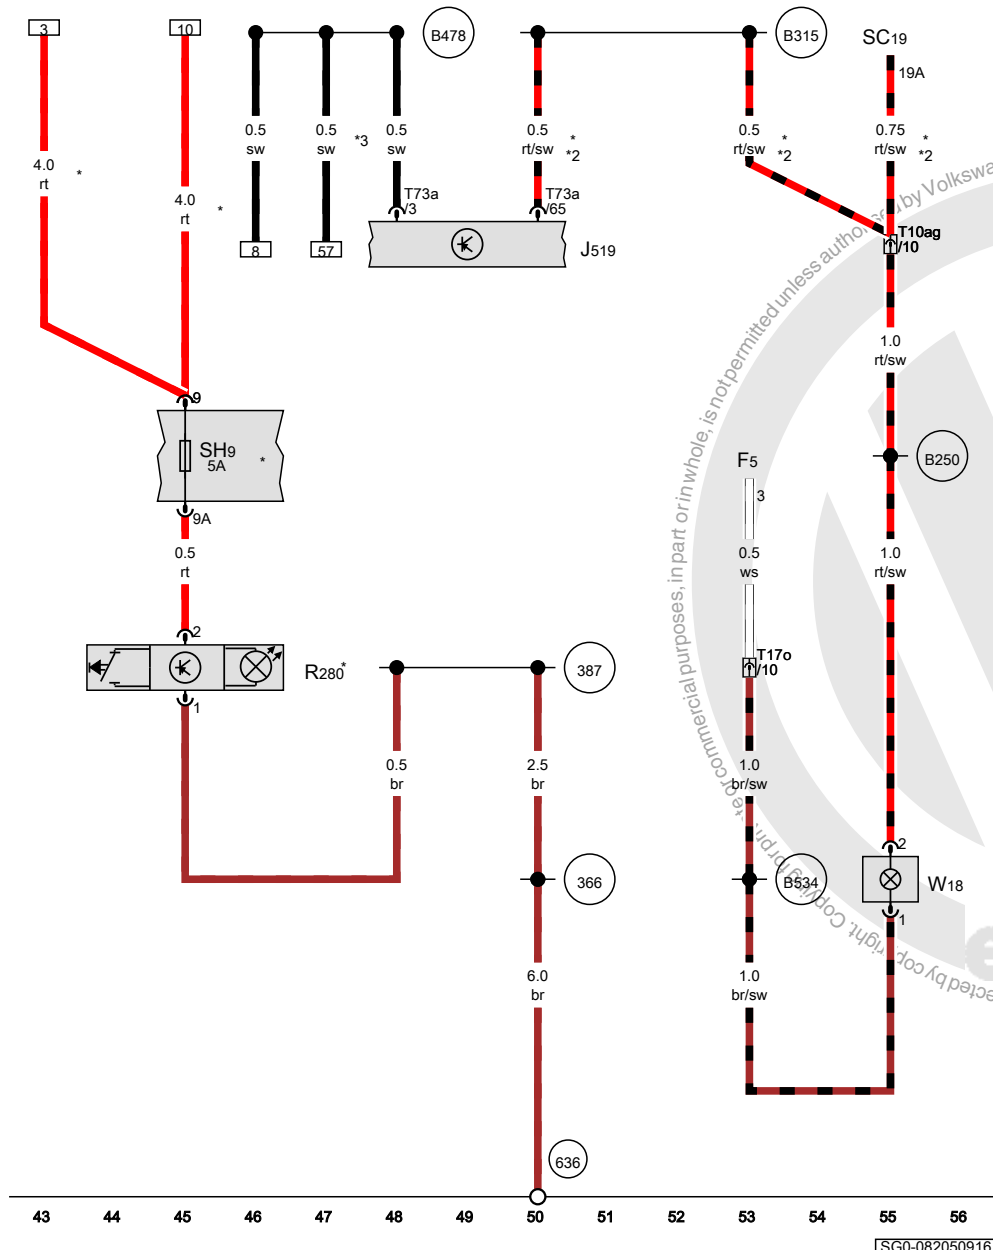 3
10
B478
B315
SC19
19A
0.5
sw
0.5
sw
*3
0.5
sw
0.5
rt/sw
*
*2
0.5
rt/sw
*
*2
0.75
rt/sw
*
*2
4.0
rt
*
4.0
rt
*
T73a
/3
T73a
/65
8
57
J519
T10ag
/10
1.0
rt/sw
9
SH9
5A
*
B250
F5
3
9A
0.5
rt
0.5
ws
1.0
rt/sw
2
R280*
1
387
T17o
/10
0.5
br
2.5
br
1.0
br/sw
2
W18
1
366
B534
6.0
br
1.0
br/sw
636
43 44 45 46 47 48 49 50 51 52 53 54 55 56
SG0-082050916